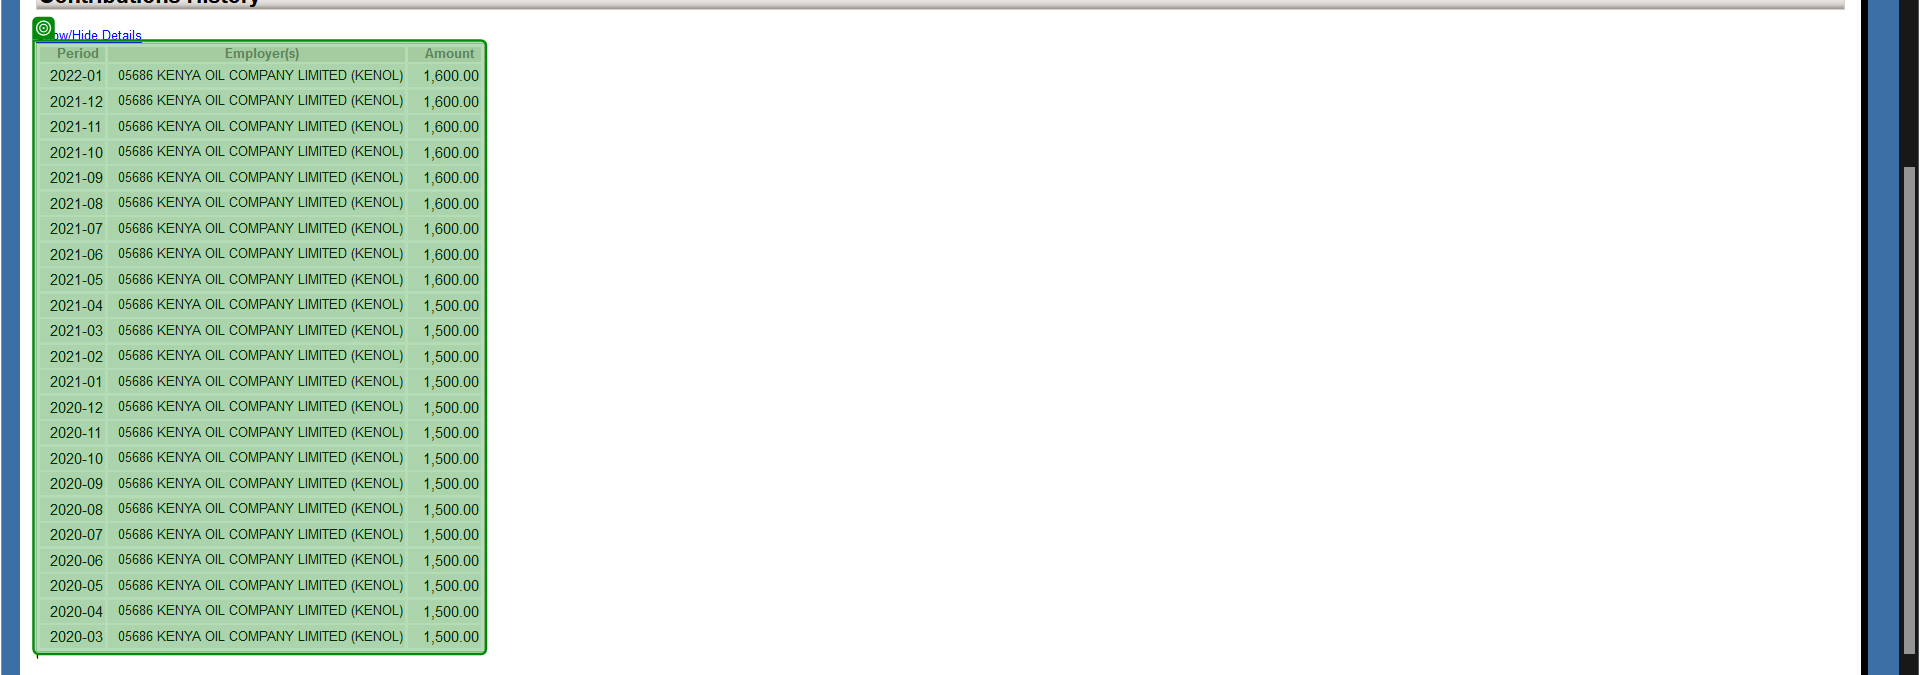 Contributions History
ow/Hide Details
Period Employer(s) Amount
2022-01 05686 KENYA OIL COMPANY LIMITED (KENOL) 1,600.00
2021-12 05686 KENYA OIL COMPANY LIMITED (KENOL) 1,600.00
2021-11 05686 KENYA OIL COMPANY LIMITED (KENOL) 1,600.00
2021-10 05686 KENYA OIL COMPANY LIMITED (KENOL) 1,600.00
2021-09 05686 KENYA OIL COMPANY LIMITED (KENOL) 1,600.00
2021-08 05686 KENYA OIL COMPANY LIMITED (KENOL) 1,600.00
2021-07 05686 KENYA OIL COMPANY LIMITED (KENOL) 1,600.00
2021-06 05686 KENYA OIL COMPANY LIMITED (KENOL) 1,600.00
2021-05 05686 KENYA OIL COMPANY LIMITED (KENOL) 1,600.00
2021-04 05686 KENYA OIL COMPANY LIMITED (KENOL) 1,500.00
2021-03 05686 KENYA OIL COMPANY LIMITED (KENOL) 1,500.00
2021-02 05686 KENYA OIL COMPANY LIMITED (KENOL) 1,500.00
2021-01 05686 KENYA OIL COMPANY LIMITED (KENOL) 1,500.00
2020-12 05686 KENYA OIL COMPANY LIMITED (KENOL) 1,500.00
2020-11 05686 KENYA OIL COMPANY LIMITED (KENOL) 1,500.00
2020-10 05686 KENYA OIL COMPANY LIMITED (KENOL) 1,500.00
2020-09 05686 KENYA OIL COMPANY LIMITED (KENOL) 1,500.00
2020-08 05686 KENYA OIL COMPANY LIMITED (KENOL) 1,500.00
2020-07 05686 KENYA OIL COMPANY LIMITED (KENOL) 1,500.00
2020-06 05686 KENYA OIL COMPANY LIMITED (KENOL) 1,500.00
2020-05 05686 KENYA OIL COMPANY LIMITED (KENOL) 1,500.00
2020-04 05686 KENYA OIL COMPANY LIMITED (KENOL) 1,500.00
2020-03 05686 KENYA OIL COMPANY LIMITED (KENOL) 1,500.00